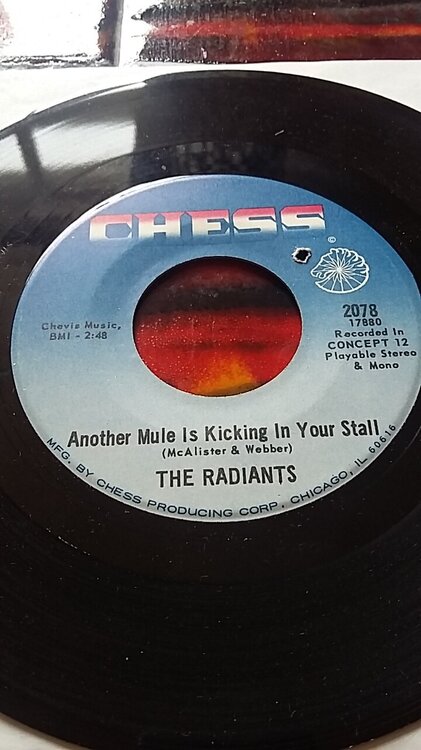 CHESS
©
2078
17880
Recorded In
CONCEPT 12
Playable Stereo
& Mono
Chevis Music,
BMI - 2:48
Another Mule Is Kicking In Your Stall
(McAlister & Webber)
THE RADIANTS
MFG. BY CHESS PRODUCING CORP., CHICAGO, IL 60616